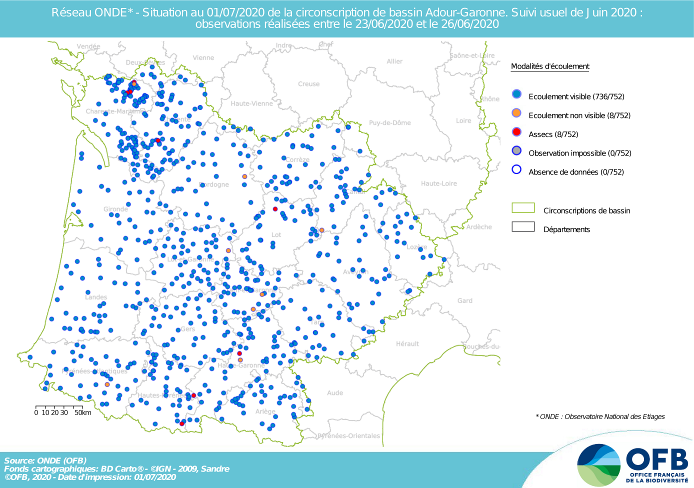 Réseau ONDE* - Situation au 01/07/2020 de la circonscription de bassin Adour-Garonne. Suivi usuel de Juin 2020 :
observations réalisées entre le 23/06/2020 et le 26/06/2020
Vendée
Vienne
Indre
Cher
Allier
Saône-et-Loire
Creuse
Haute-Vienne
Puy-de-Dôme
Loire
Rhône
Corrèze
Haute-Loire
Ardèche
Gironde
Lot
Landes
Gard
Gers
Hérault
Aude
Ariège
Pyrénées-Orientales
0 10 20 30 50km
Modalités d'écoulement
Ecoulement visible (736/752)
Ecoulement non visible (8/752)
Assecs (8/752)
Observation impossible (0/752)
Absence de données (0/752)
Circonscriptions de bassin
Départements
* ONDE : Observatoire National des Etiages
Source: ONDE (OFB)
Fonds cartographiques: BD Carto® - ©IGN - 2009, Sandre
©OFB, 2020 - Date d'impression: 01/07/2020
OFB
OFFICE FRANÇAIS
DE LA BIODIVERSITÉ